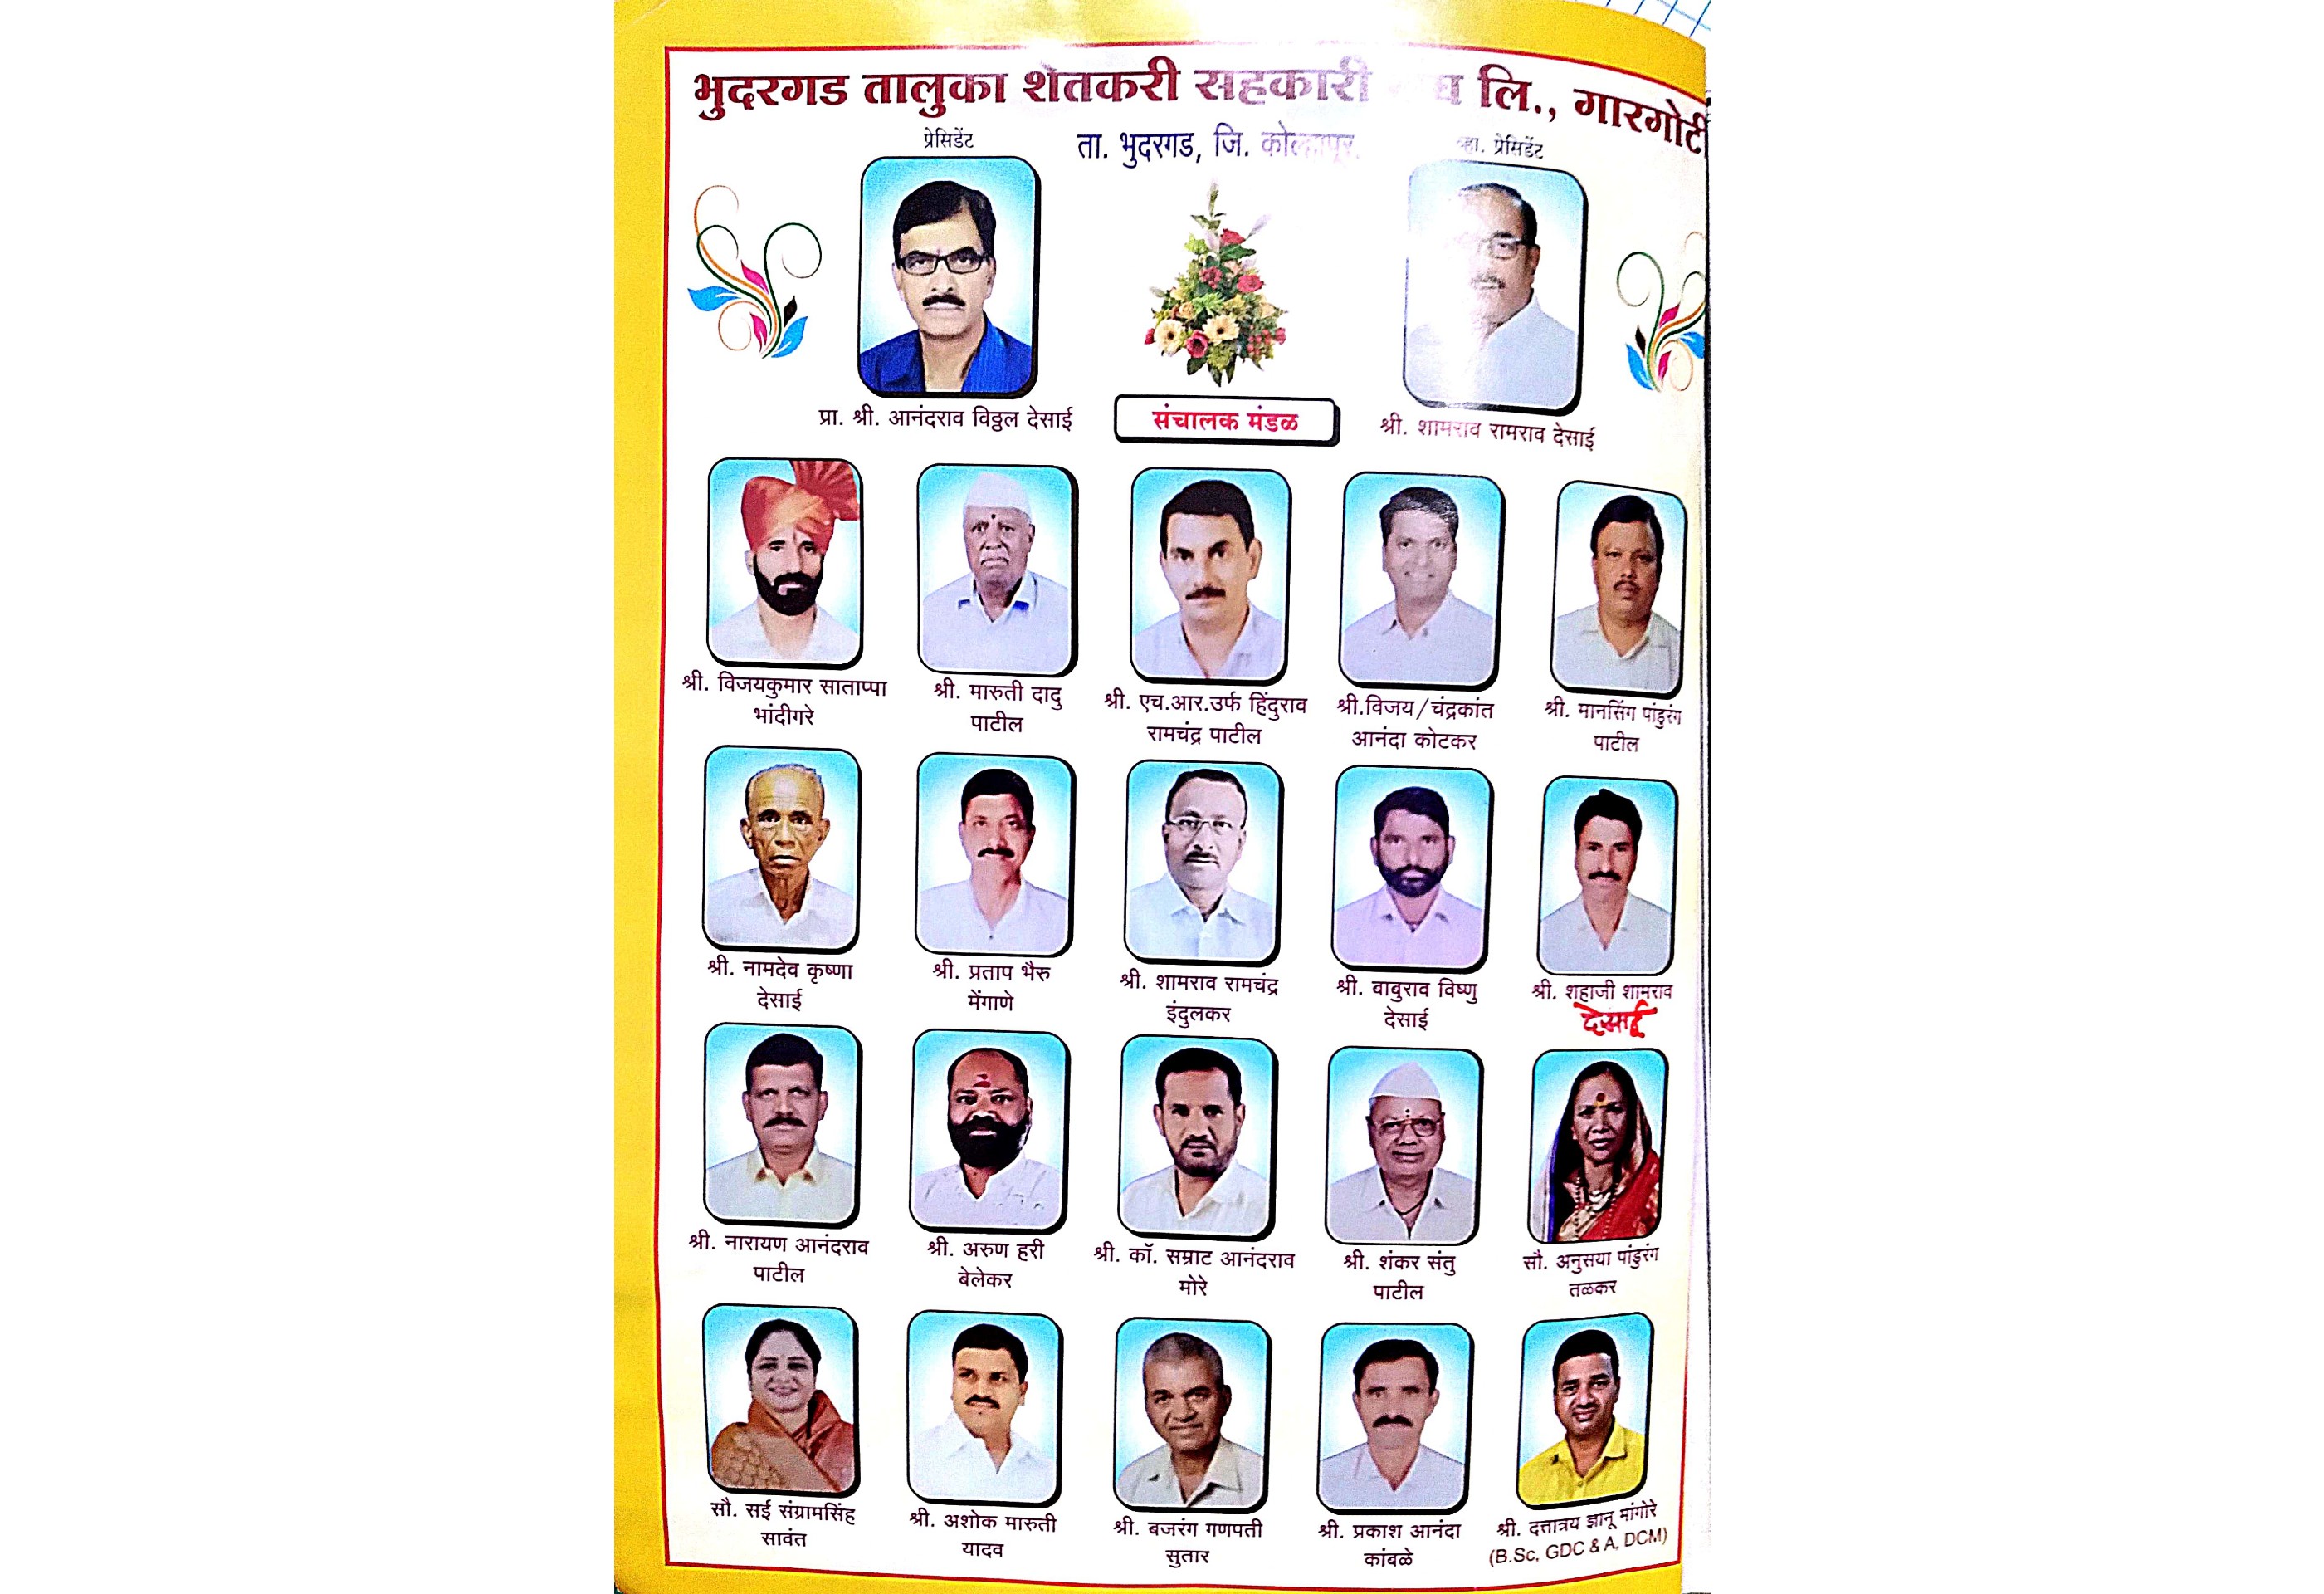 भुदरगड तालुका शेतकरी सहकारी लि., गारगोटी
ता. भुदरगड, जि. कोल्हापूर.
प्रेसिडेंट
व्हा. प्रेसिडेंट
प्रा. श्री. आनंदराव विठ्ठल देसाई
श्री. शामराव रामराव देसाई
संचालक मंडळ
श्री. विजयकुमार साताप्पा
भांदीगरे
श्री. मारुती दादु
पाटील
श्री. एच.आर.उर्फ हिंदुराव
रामचंद्र पाटील
श्री.विजय/चंद्रकांत
आनंदा कोटकर
श्री. मानसिंग पांडुरंग
पाटील
श्री. नामदेव कृष्णा
देसाई
श्री. प्रताप भैरु
मेंगाणे
श्री. शामराव रामचंद्र
इंदुलकर
श्री. बाबुराव विष्णु
देसाई
श्री. शहाजी शामराव
देसाई
श्री. नारायण आनंदराव
पाटील
श्री. अरुण हरी
बेलेकर
श्री. कॉ. सम्राट आनंदराव
मोरे
श्री. शंकर संतु
पाटील
सौ. अनुसया पांडुरंग
तळकर
सौ. सई संग्रामसिंह
सावंत
श्री. अशोक मारुती
यादव
श्री. बजरंग गणपती
सुतार
श्री. प्रकाश आनंदा
कांबळे
श्री. दत्तात्रय ज्ञानू मांगोरे
(B.Sc, GDC & A, DCM)